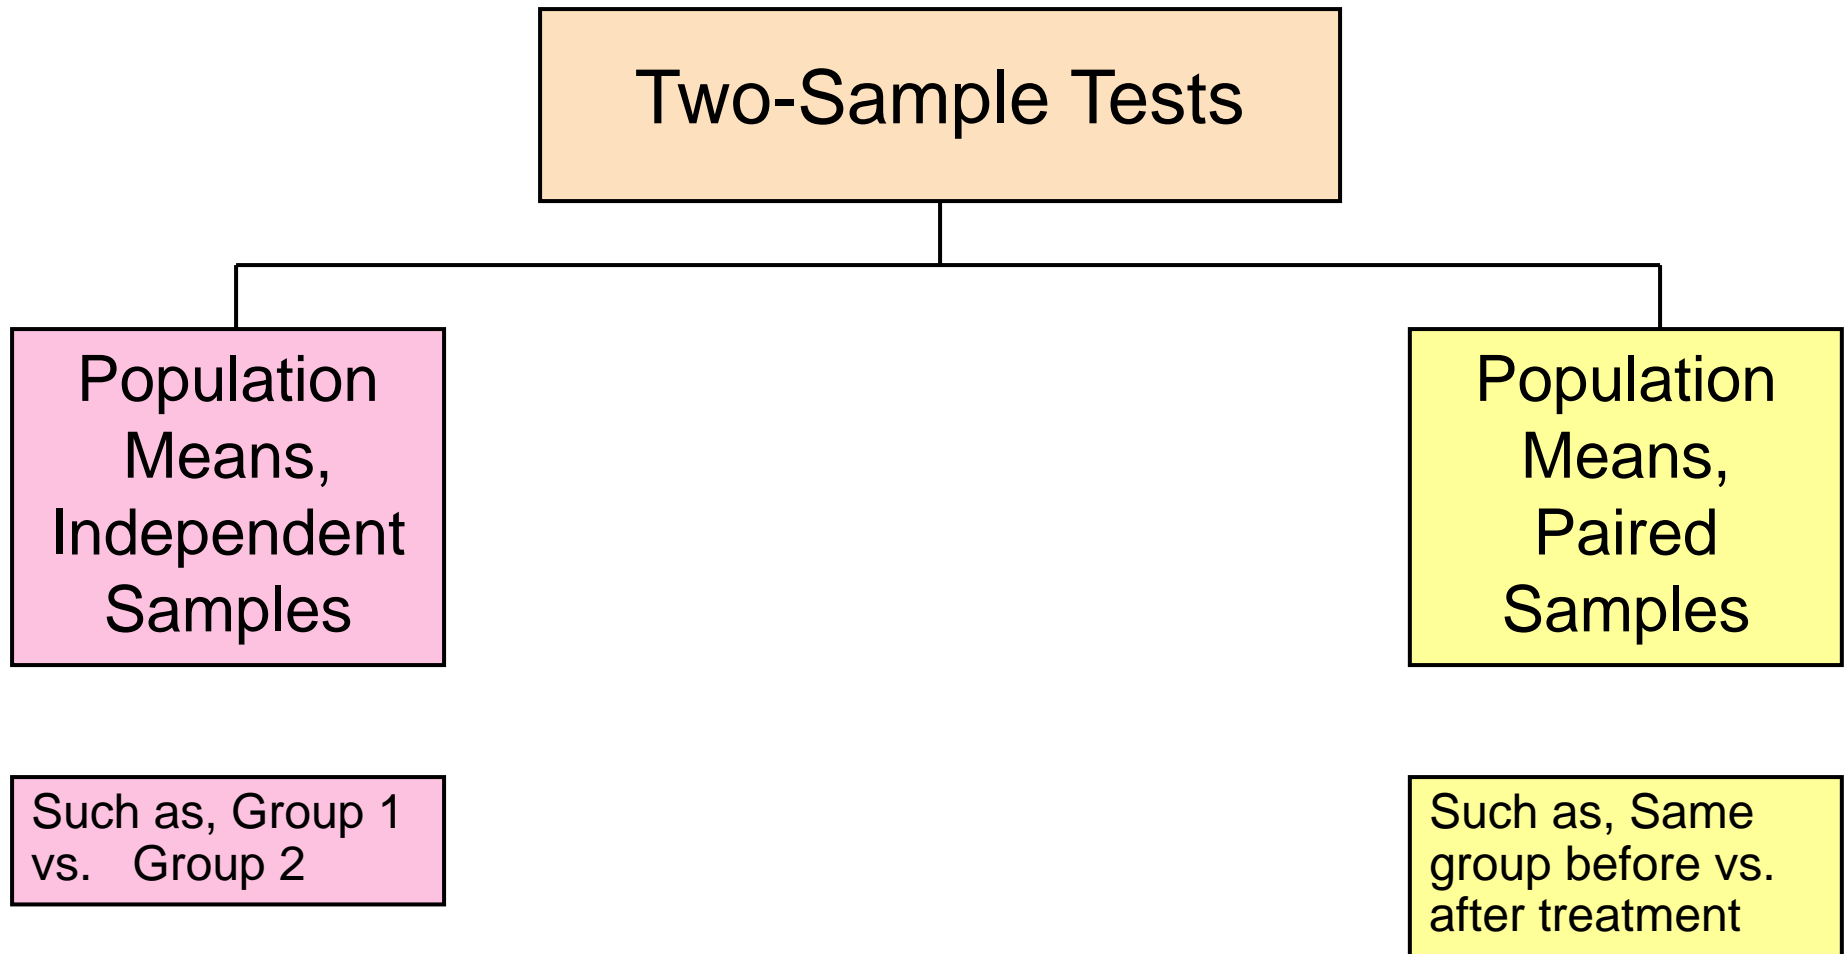 Two-Sample Tests
Population
Means,
Independent
Samples
Population
Means,
Paired
Samples
Such as, Group 1
vs.   Group 2
Such as, Same
group before vs.
after treatment